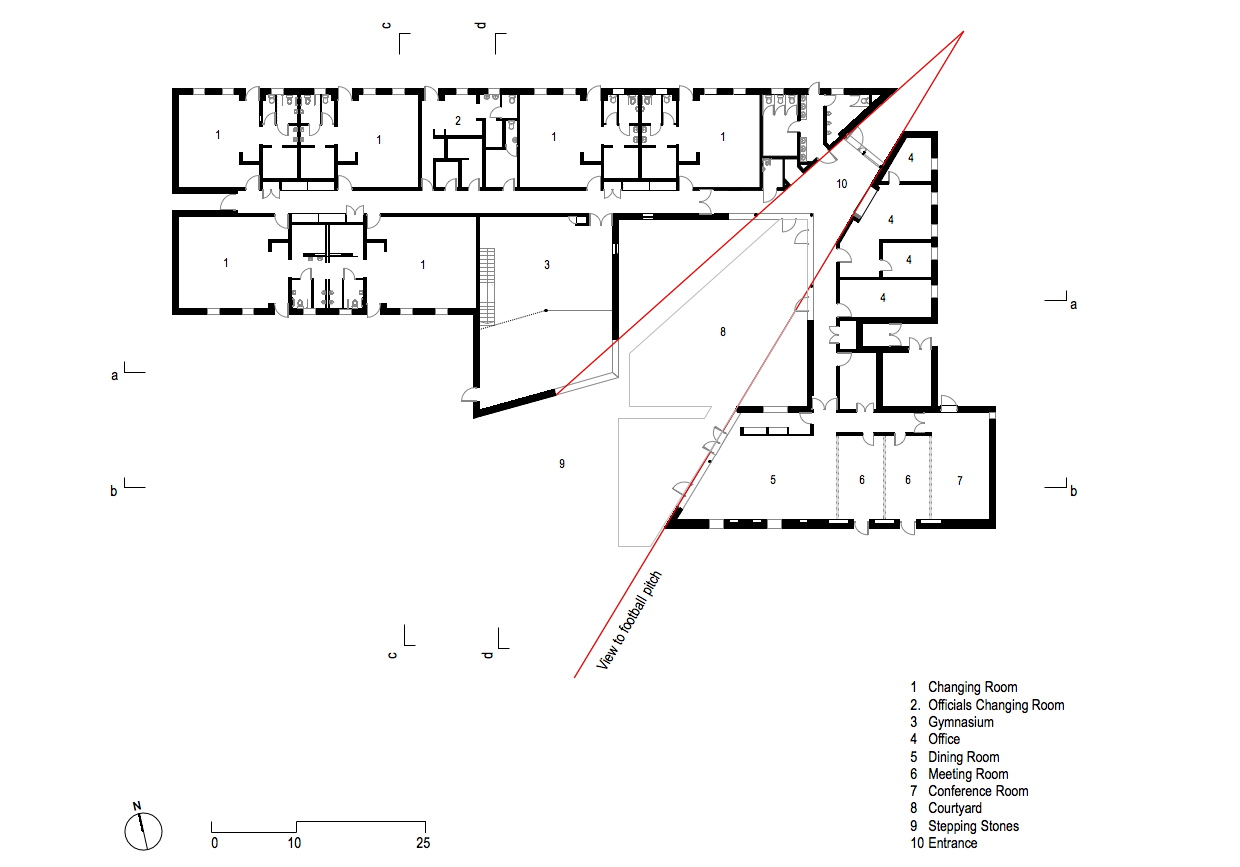 c
d
1
1
2
1
1
10
4
4
4
4
1
1
3
8
a
a
9
5
6
6
7
b
b
View to football pitch
c
d
1 Changing Room
2. Officials Changing Room
3 Gymnasium
4 Office
5 Dining Room
6 Meeting Room
7 Conference Room
8 Courtyard
9 Stepping Stones
10 Entrance
N
0 10 25